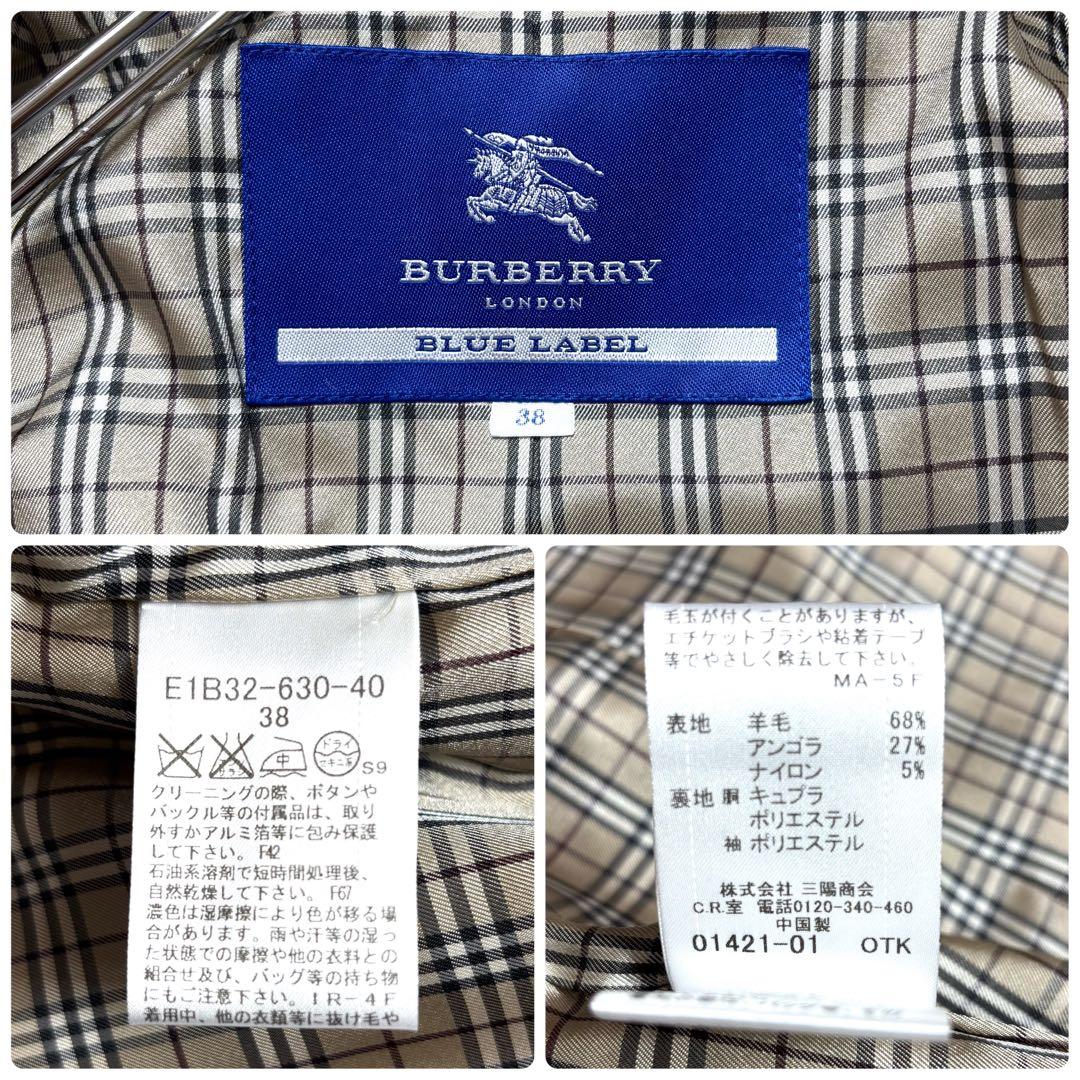 BURBERRY
LONDON
BLUE LABEL
38
E1B32-630-40
38
ドライ
セキユ系
エンソ
サラシ
中
S9
クリーニングの際、ボタンや
バックル等の付属品は、取り
外すかアルミ箔等に包み保護
して下さい。 F42
石油系溶剤で短時間処理後、
自然乾燥して下さい。 F67
濃色は湿摩擦により色が移る場
合があります。雨や汗等の湿っ
た状態での摩擦や他の衣料との
組合せ及び、バッグ等の持ち物
にもご注意下さい。IR-4F
着用中、他の衣類等に抜け毛や
毛玉が付くことがありますが、
エチケットブラシや粘着テープ
等でやさしく除去して下さい。
MA-5F
表地 羊毛 68%
アンゴラ 27%
ナイロン 5%
裏地 胴 キュプラ
ポリエステル
袖 ポリエステル
株式会社 三陽商会
C.R.室 電話0120-340-460
中国製
01421-01 OTK